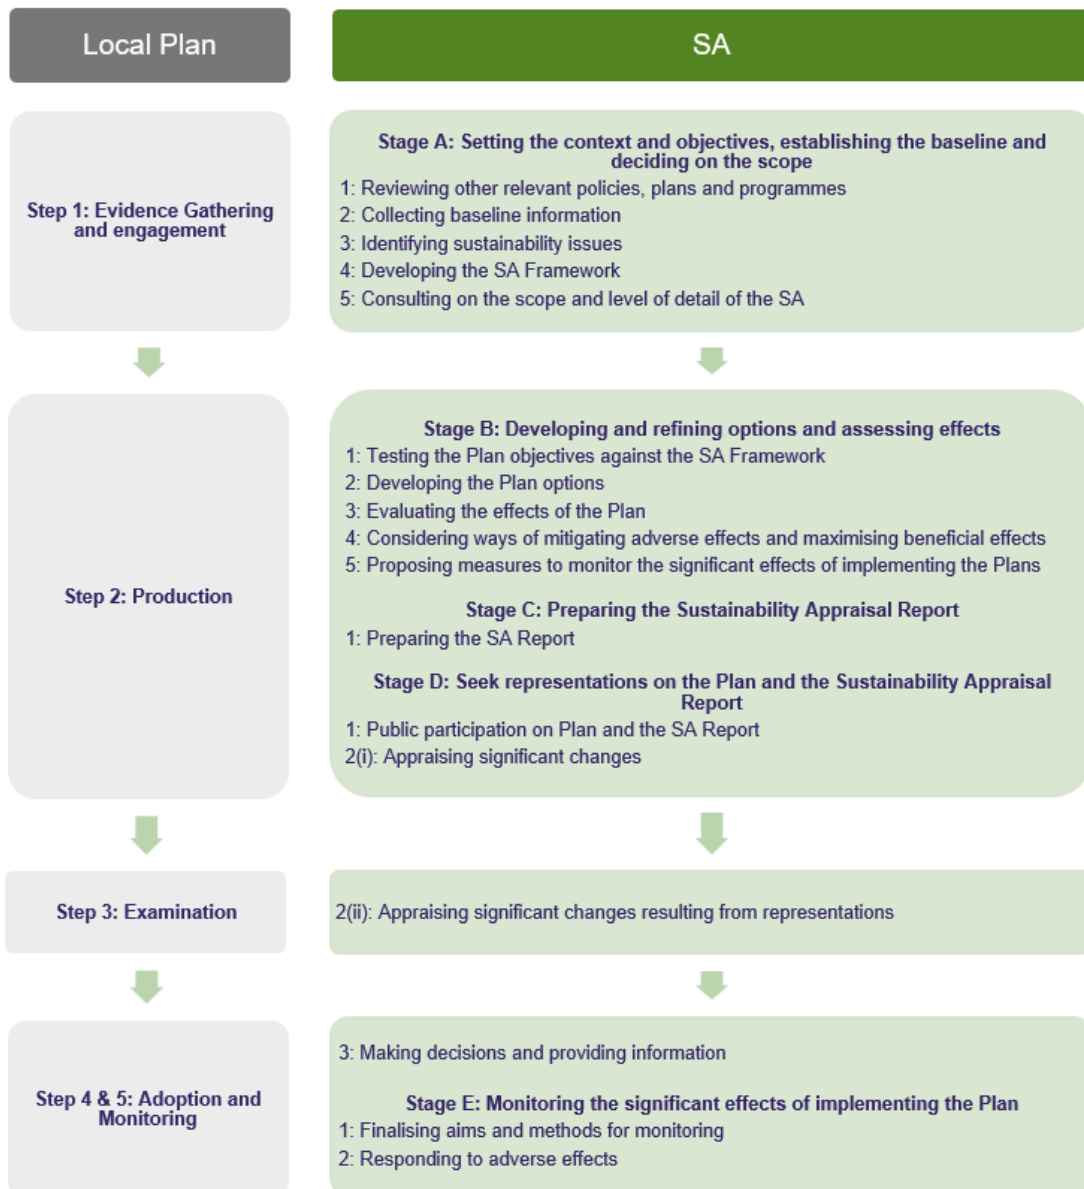 Local Plan
SA
Step 1: Evidence Gathering
and engagement
Stage A: Setting the context and objectives, establishing the baseline and
deciding on the scope
1: Reviewing other relevant policies, plans and programmes
2: Collecting baseline information
3: Identifying sustainability issues
4: Developing the SA Framework
5: Consulting on the scope and level of detail of the SA
Step 2: Production
Stage B: Developing and refining options and assessing effects
1: Testing the Plan objectives against the SA Framework
2: Developing the Plan options
3: Evaluating the effects of the Plan
4: Considering ways of mitigating adverse effects and maximising beneficial effects
5: Proposing measures to monitor the significant effects of implementing the Plans
Stage C: Preparing the Sustainability Appraisal Report
1: Preparing the SA Report
Stage D: Seek representations on the Plan and the Sustainability Appraisal
Report
1: Public participation on Plan and the SA Report
2(i): Appraising significant changes
Step 3: Examination
2(ii): Appraising significant changes resulting from representations
Step 4 & 5: Adoption and
Monitoring
3: Making decisions and providing information
Stage E: Monitoring the significant effects of implementing the Plan
1: Finalising aims and methods for monitoring
2: Responding to adverse effects